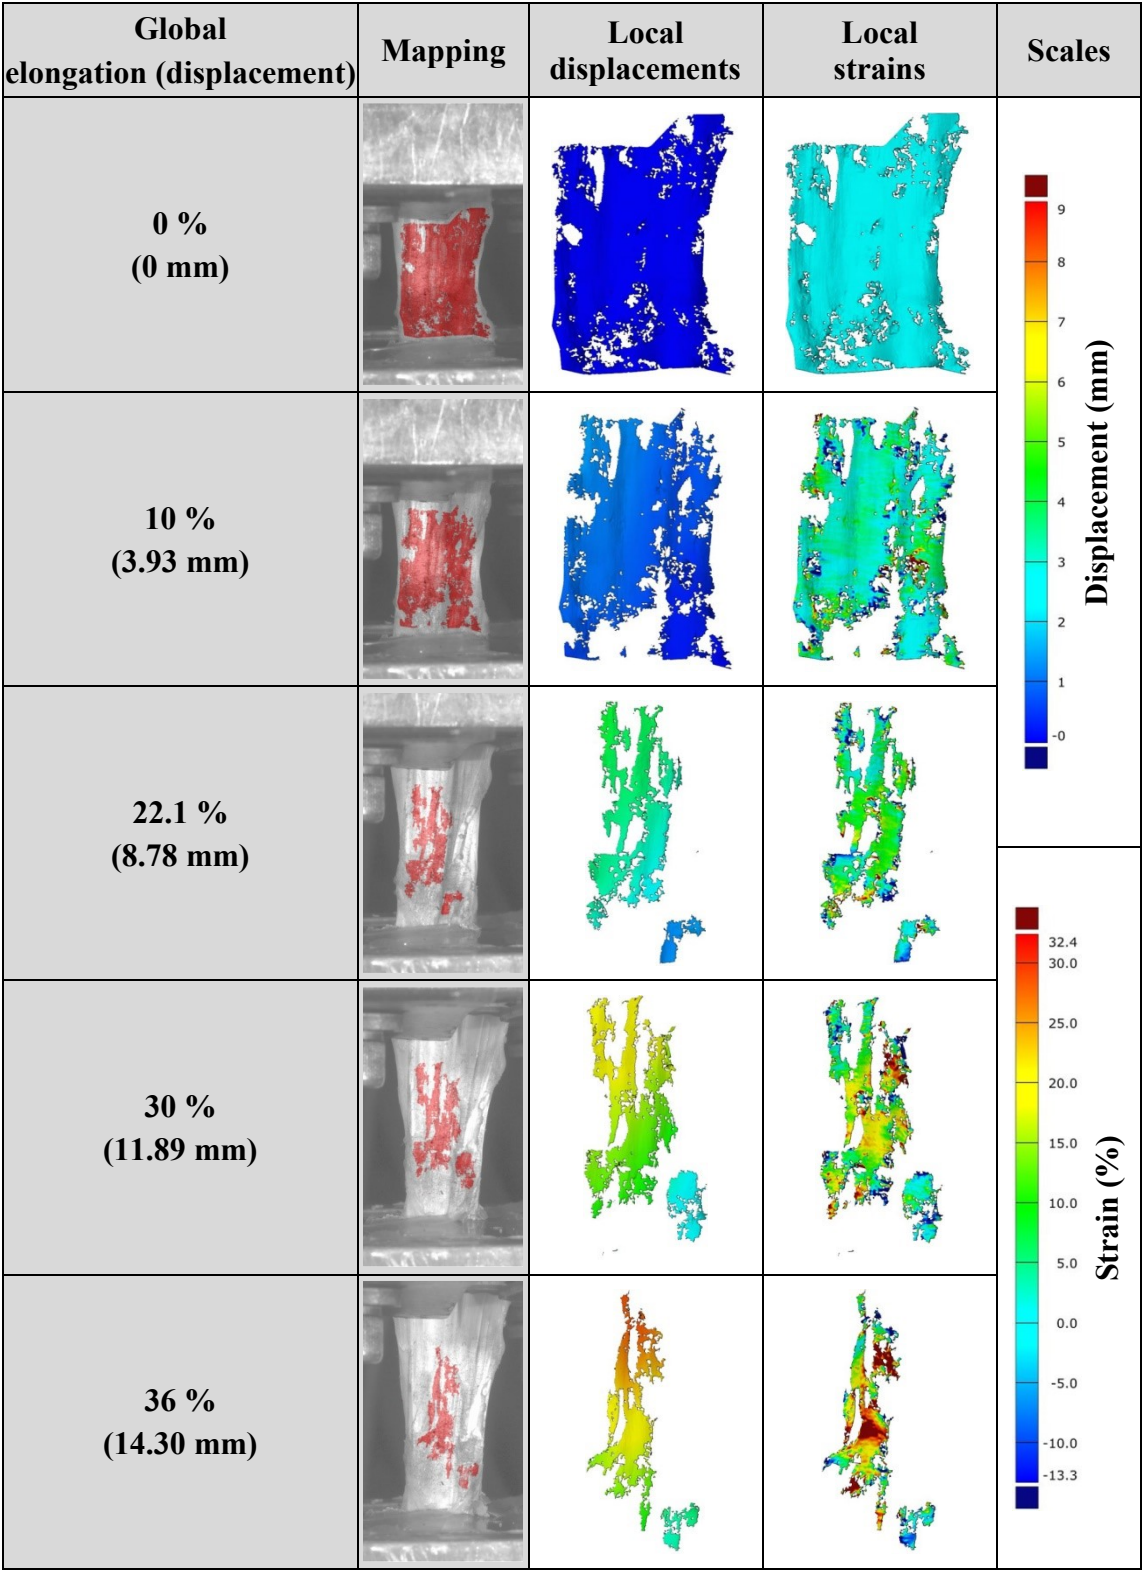 Global
elongation (displacement)
Mapping
Local
displacements
Local
strains
Scales
0 %
(0 mm)
10 %
(3.93 mm)
22.1 %
(8.78 mm)
30 %
(11.89 mm)
36 %
(14.30 mm)
9
8
7
6
5
4
3
2
1
-0
Displacement (mm)
32.4
30.0
25.0
20.0
15.0
10.0
5.0
0.0
-5.0
-10.0
-13.3
Strain (%)